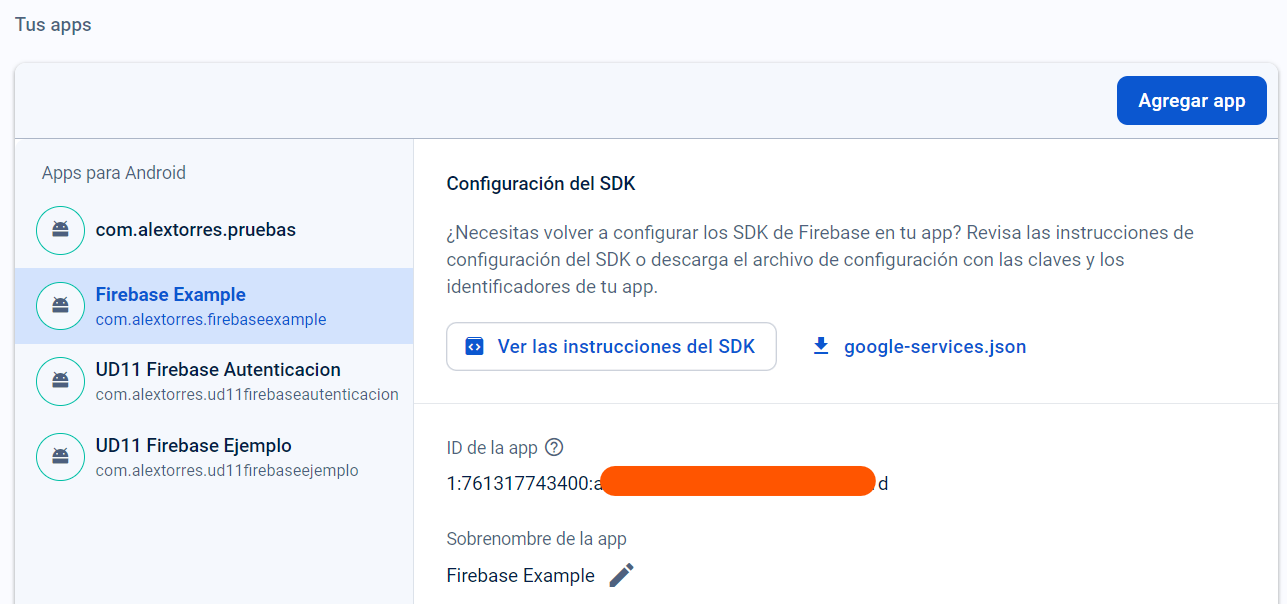 Tus apps
Agregar app
Apps para Android
com.alextorres.pruebas
Firebase Example
com.alextorres.firebaseexample
UD11 Firebase Autenticacion
com.alextorres.ud11firebaseautenticacion
UD11 Firebase Ejemplo
com.alextorres.ud11firebaseejemplo
Configuración del SDK
¿Necesitas volver a configurar los SDK de Firebase en tu app? Revisa las instrucciones de
configuración del SDK o descarga el archivo de configuración con las claves y los
identificadores de tu app.
Ver las instrucciones del SDK
google-services.json
ID de la app
1:761317743400:a d
Sobrenombre de la app
Firebase Example